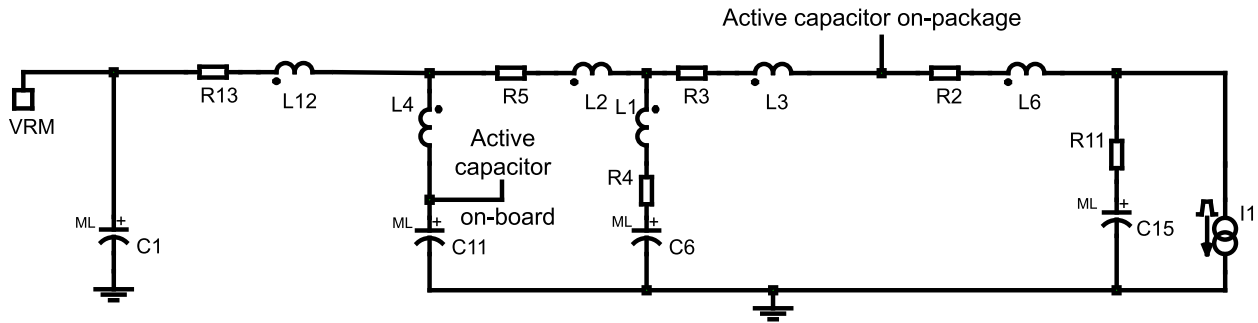 Active capacitor on-package
VRM
R13
L12
R5
L2
R3
L3
R2
L6
L4
L1
Active
capacitor
on-board
R4
R11
ML
+
C1
ML
+
C11
ML
+
C6
ML
+
C15
I1